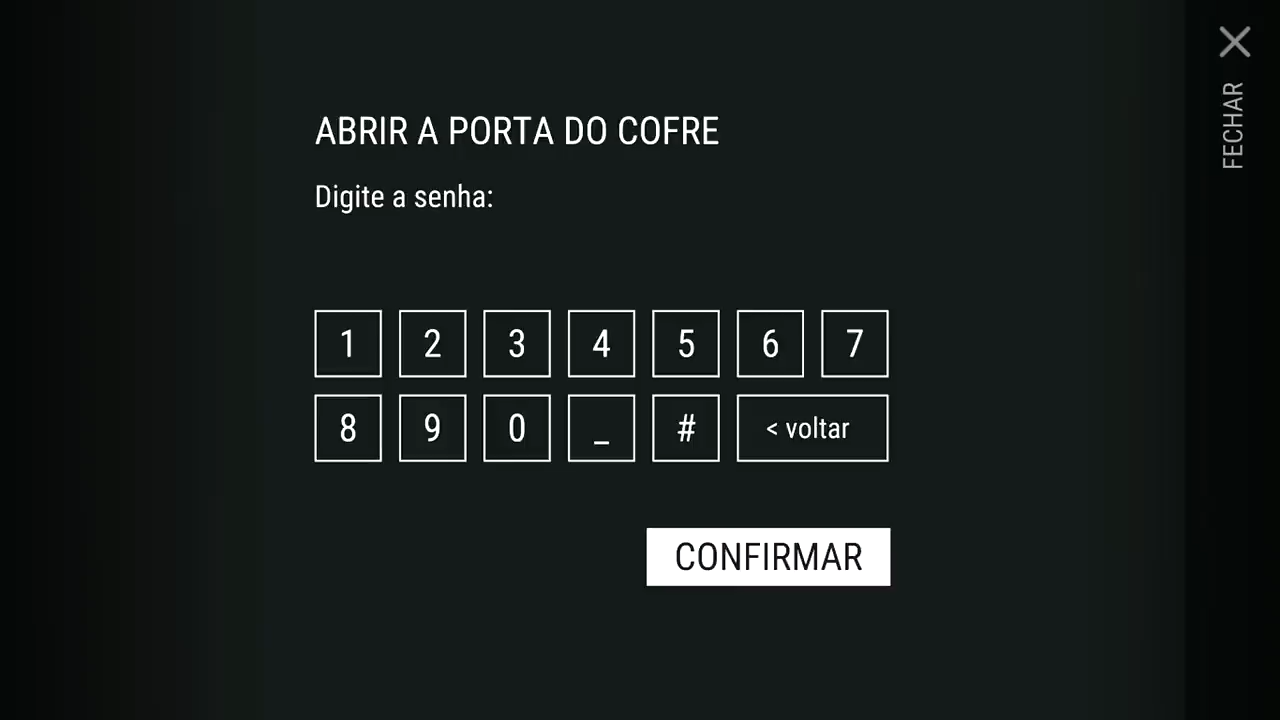 FECHAR
ABRIR A PORTA DO COFRE
Digite a senha:
1 2 3 4 5 6 7
8 9 0 _ # < voltar
CONFIRMAR